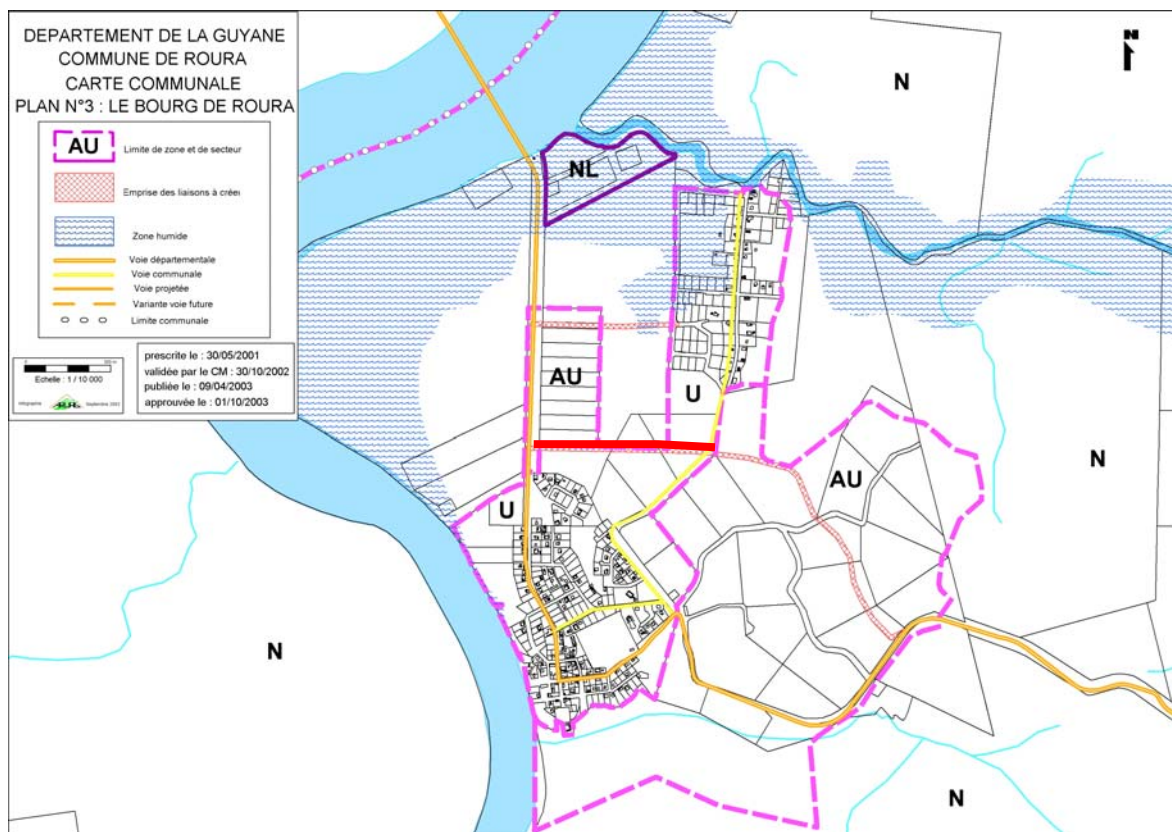 DEPARTEMENT DE LA GUYANE
COMMUNE DE ROURA
CARTE COMMUNALE
PLAN N°3 : LE BOURG DE ROURA
AU
Limite de zone et de secteur
Emprise des liaisons à créer
Zone humide
Voie départementale
Voie communale
Voie projetée
Variante voie future
Limite communale
Echelle : 1 / 10 000
Septembre 2003
prescrite le : 30/05/2001
validée par le CM : 30/10/2002
publiée le : 09/04/2003
approuvée le : 01/10/2003
N
N
NL
AU
U
AU
N
U
N
N